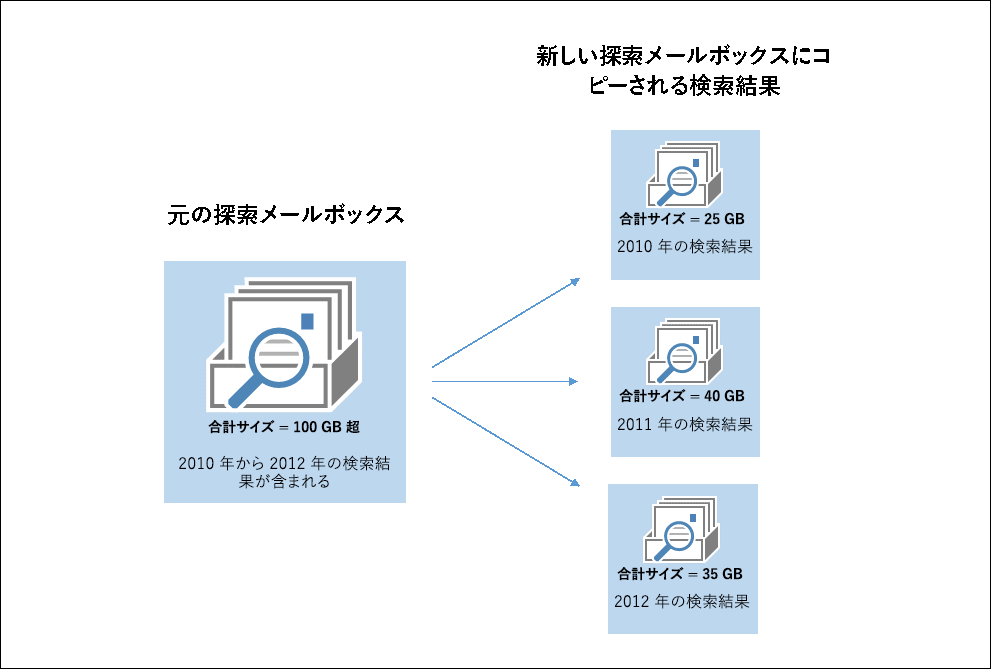 新しい探索メールボックスにコ
ピーされる検索結果
元の探索メールボックス
合計サイズ = 100 GB 超
2010 年から 2012 年の検索結
果が含まれる
合計サイズ = 25 GB
2010 年の検索結果
合計サイズ = 40 GB
2011 年の検索結果
合計サイズ = 35 GB
2012 年の検索結果